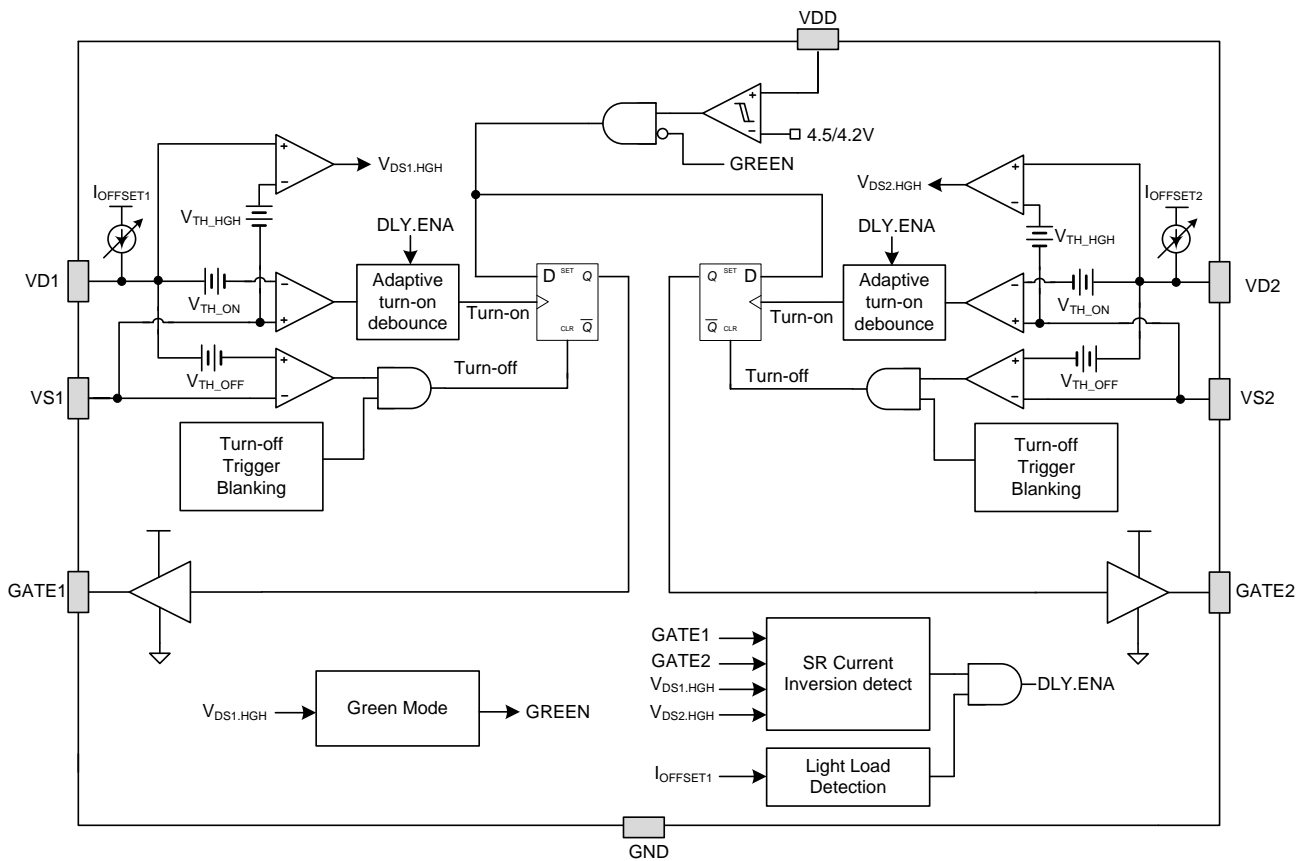 VDD
4.5/4.2V
GREEN
VDS1.HGH
VDS2.HGH
IOFFSET1
IOFFSET2
VTH_HGH
VTH_HGH
DLY.ENA
DLY.ENA
VD1
VTH_ON
Adaptive
turn-on
debounce
Turn-on
D
SET
Q
CLR
Q
Q
SET
D
Q
CLR
Turn-on
Adaptive
turn-on
debounce
VTH_ON
VD2
VS1
VTH_OFF
Turn-off
Turn-off
VTH_OFF
VS2
Turn-off
Trigger
Blanking
Turn-off
Trigger
Blanking
GATE1
GATE2
GATE1
GATE2
VDS1.HGH
VDS2.HGH
SR Current
Inversion detect
DLY.ENA
VDS1.HGH
Green Mode
GREEN
IOFFSET1
Light Load
Detection
GND